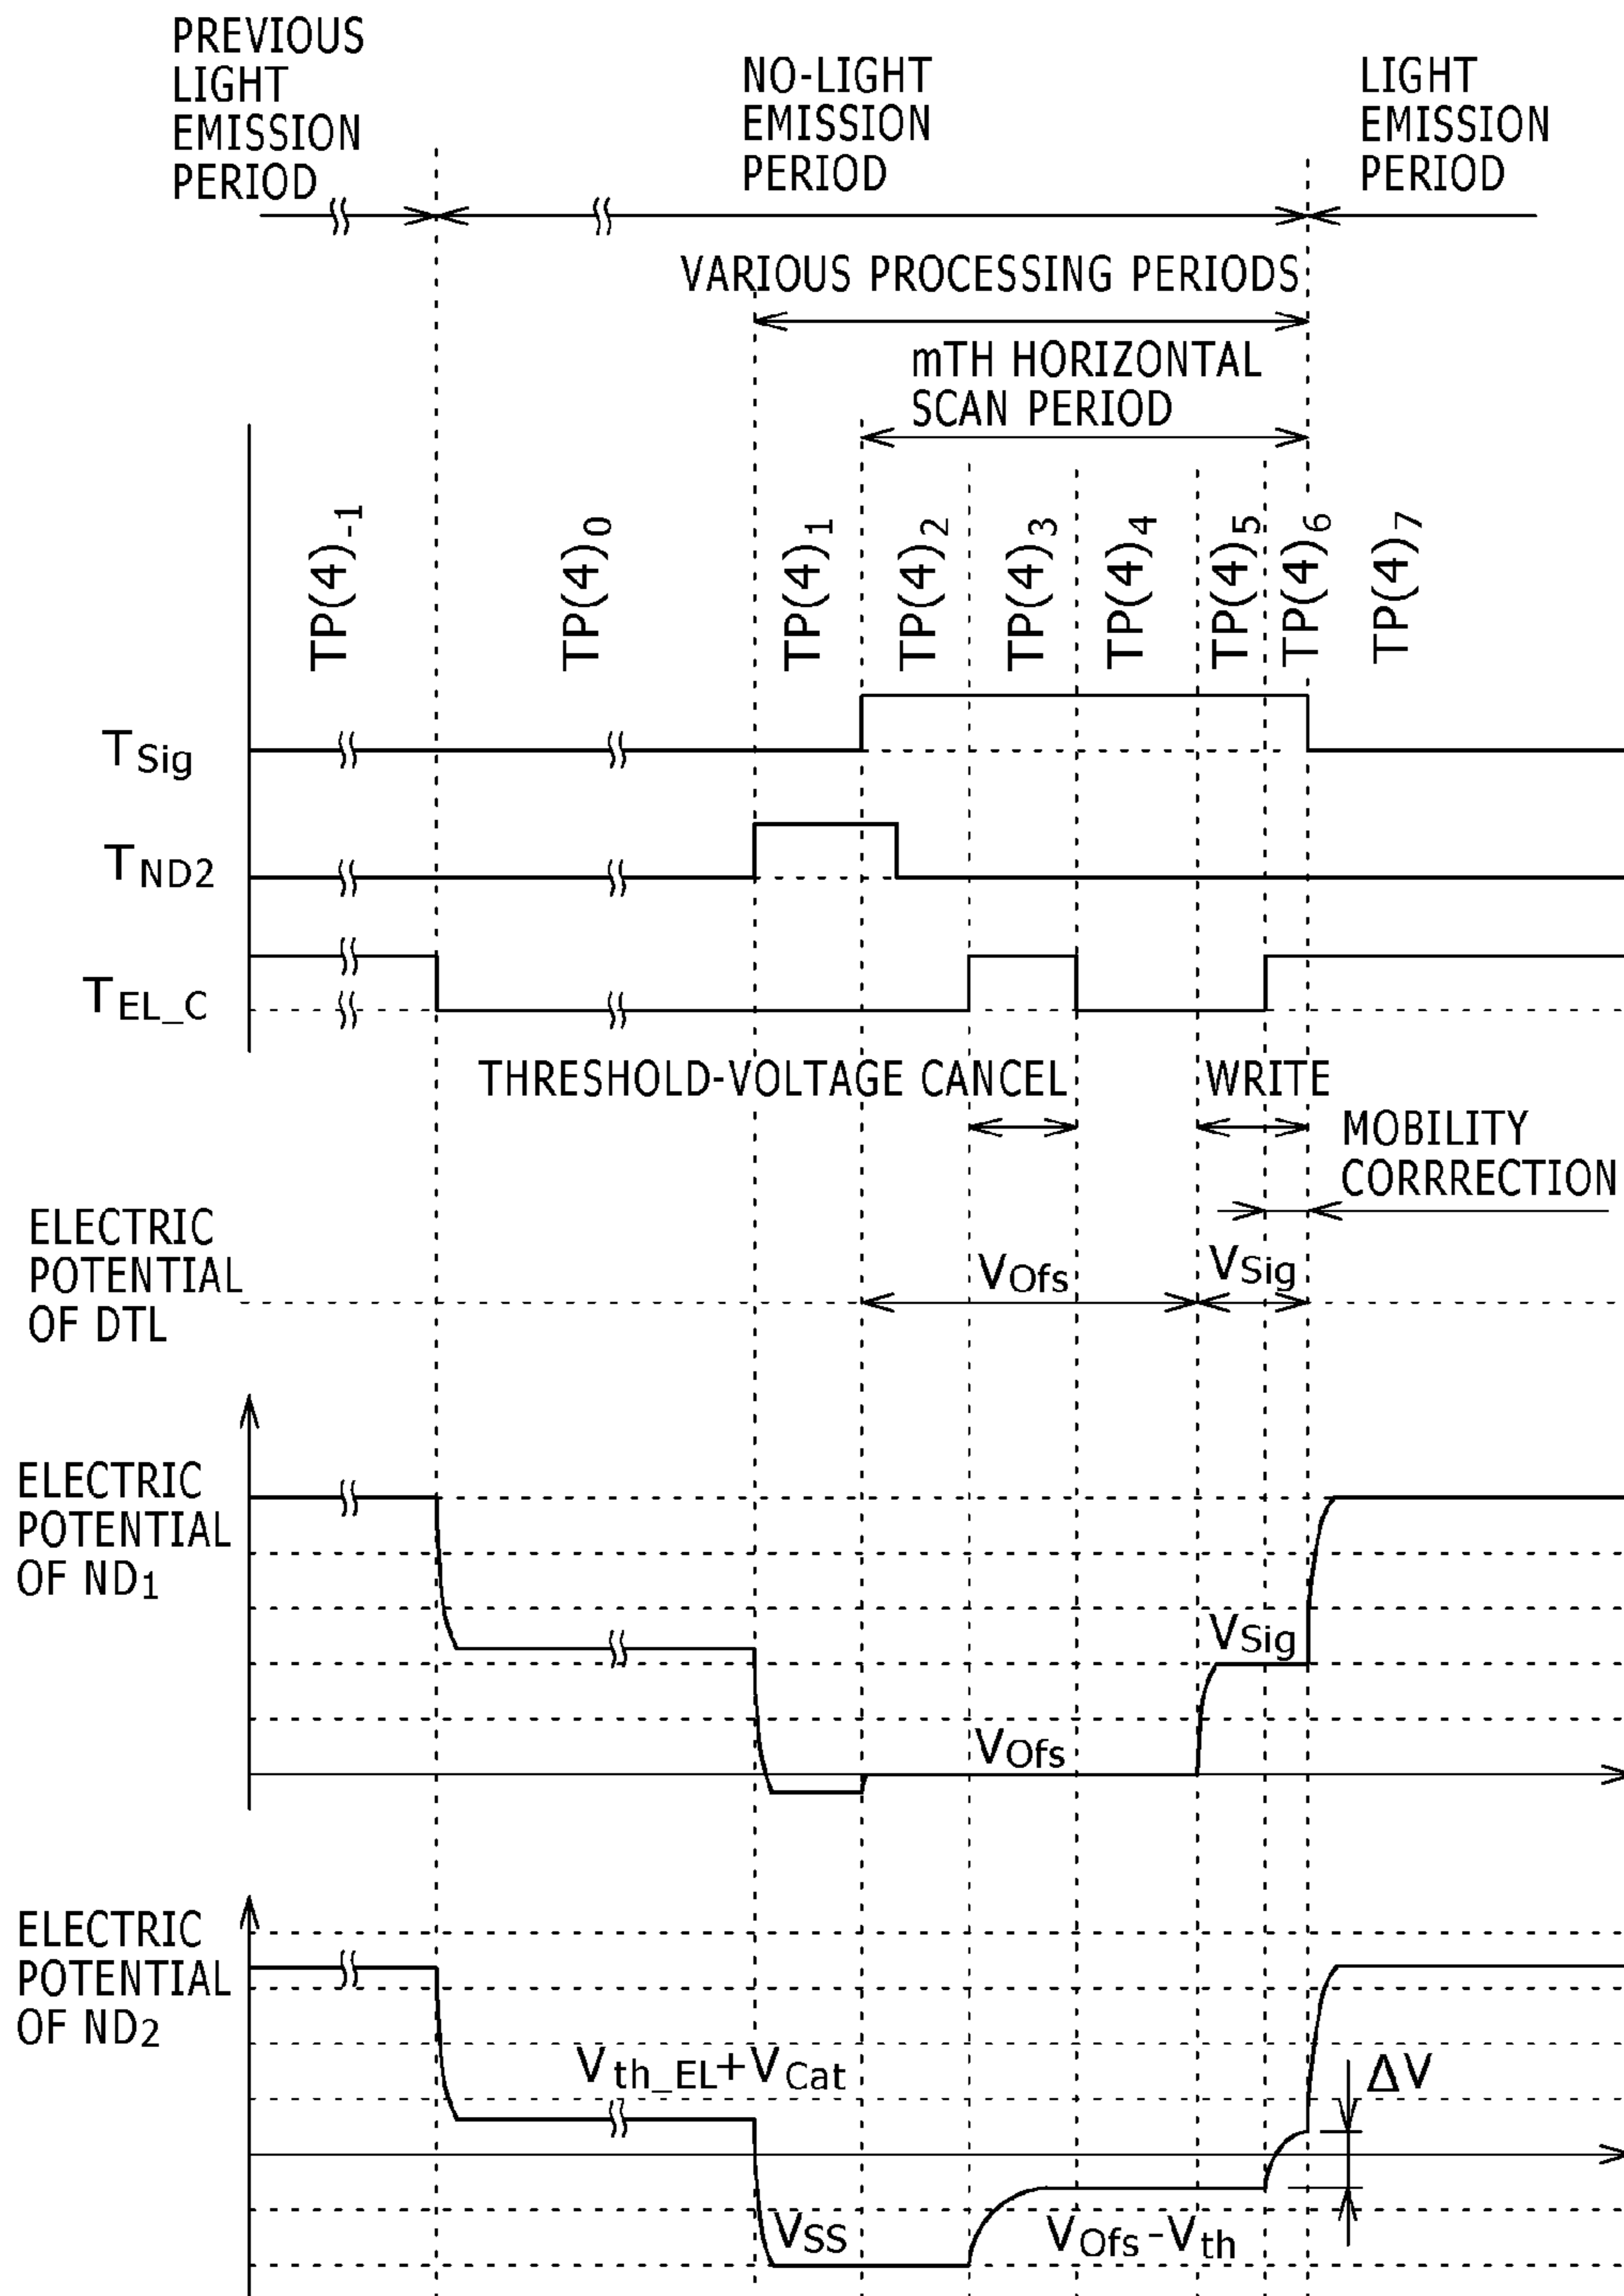 PREVIOUS
LIGHT
EMISSION
PERIOD
NO-LIGHT
EMISSION
PERIOD
LIGHT
EMISSION
PERIOD
VARIOUS PROCESSING PERIODS
mTH HORIZONTAL
SCAN PERIOD
TP(4)-1
TP(4)0
TP(4)1
TP(4)2
TP(4)3
TP(4)4
TP(4)5
TP(4)6
TP(4)7
TSig
TND2
TEL_C
THRESHOLD-VOLTAGE CANCEL
WRITE
MOBILITY
CORRRECTION
ELECTRIC
POTENTIAL
OF DTL
VOfs
VSig
ELECTRIC
POTENTIAL
OF ND1
VSig
VOfs
ELECTRIC
POTENTIAL
OF ND2
Vth_EL+VCat
ΔV
VSS
VOfs-Vth